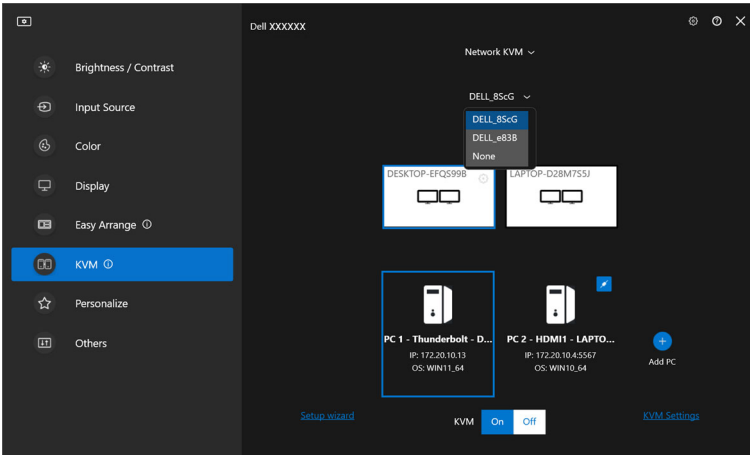 Dell XXXXXX
Network KVM
Brightness / Contrast
Input Source
Color
Display
Easy Arrange
KVM
Personalize
Others
DELL_8ScG
DELL_8ScG
DELL_e83B
None
DESKTOP-EFQS99B
LAPTOP-D28M7S5J
PC 1 - Thunderbolt - D...
IP: 172.20.10.13
OS: WIN11_64
PC 2 - HDMI1 - LAPTO...
IP: 172.20.10.4:5567
OS: WIN10_64
Add PC
Setup wizard
KVM On Off
KVM Settings